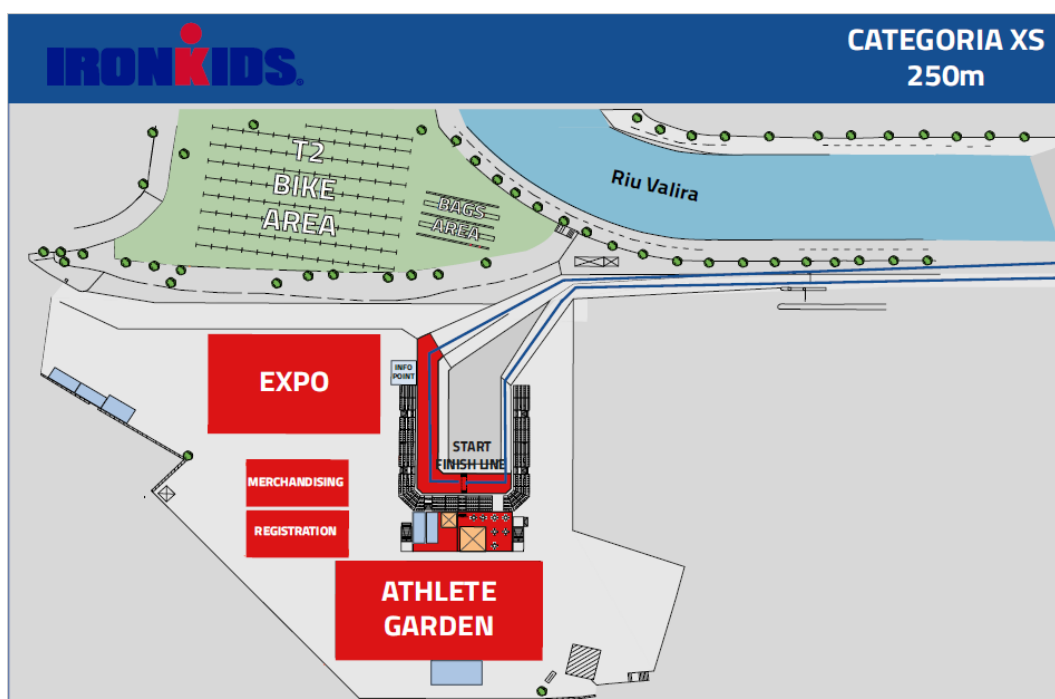 IRONKIDS®
CATEGORIA XS
250m
T2
BIKE
AREA
BAGS
AREA
Riu Valira
EXPO
INFO
POINT
START
FINISH LINE
MERCHANDISING
REGISTRATION
ATHLETE
GARDEN